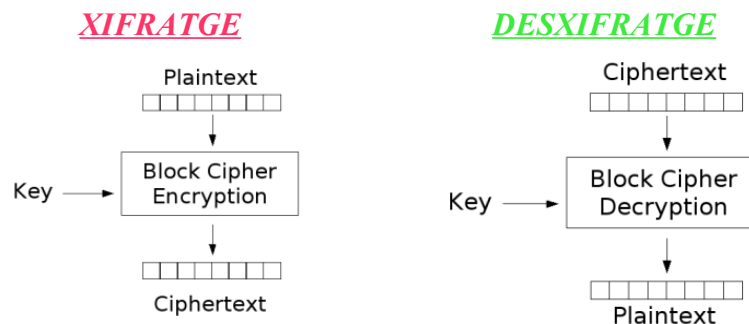 XIFRATGE
Plaintext
Key
Block Cipher
Encryption
Ciphertext
DESXIFRATGE
Ciphertext
Key
Block Cipher
Decryption
Plaintext